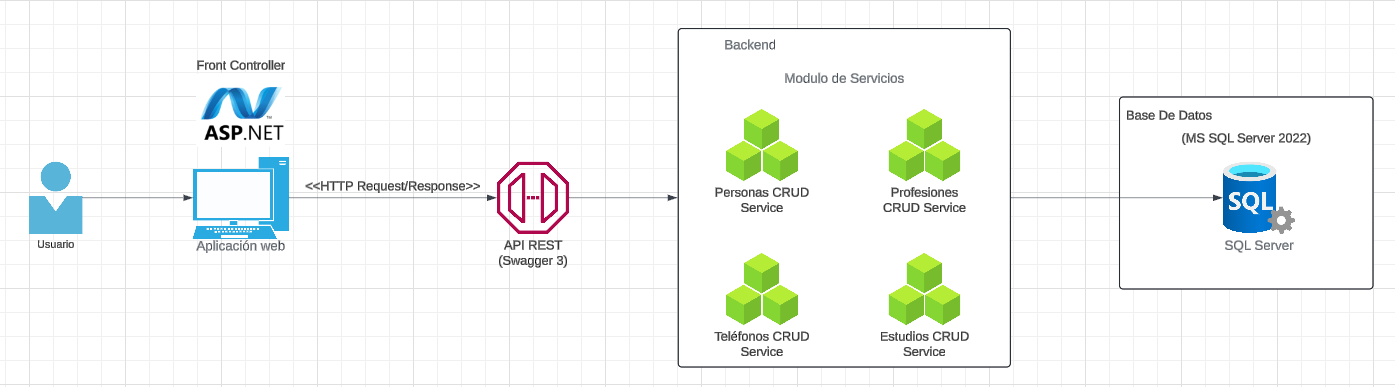 Front Controller
ASP.NET
Usuario
Aplicación web
<<HTTP Request/Response>>
API REST
(Swagger 3)
Backend
Modulo de Servicios
Personas CRUD
Service
Profesiones
CRUD Service
Teléfonos CRUD
Service
Estudios CRUD
Service
Base De Datos
(MS SQL Server 2022)
SQL
SQL Server